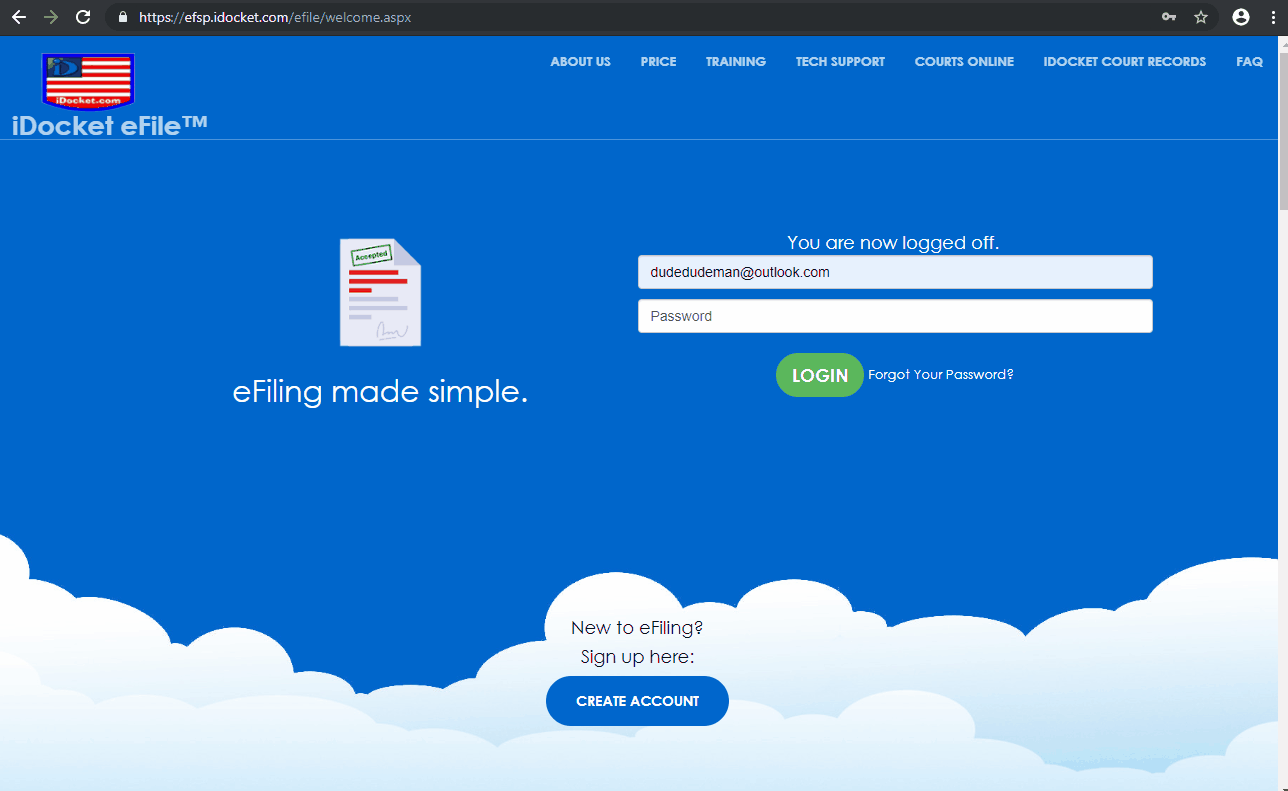 https://efsp.idocket.com/efile/welcome.aspx
iDocket.com
iDocket eFile™
ABOUT US PRICE TRAINING TECH SUPPORT COURTS ONLINE IDOCKET COURT RECORDS FAQ
Accepted
eFiling made simple.
You are now logged off.
dudedudeman@outlook.com
Password
LOGIN Forgot Your Password?
New to eFiling?
Sign up here:
CREATE ACCOUNT